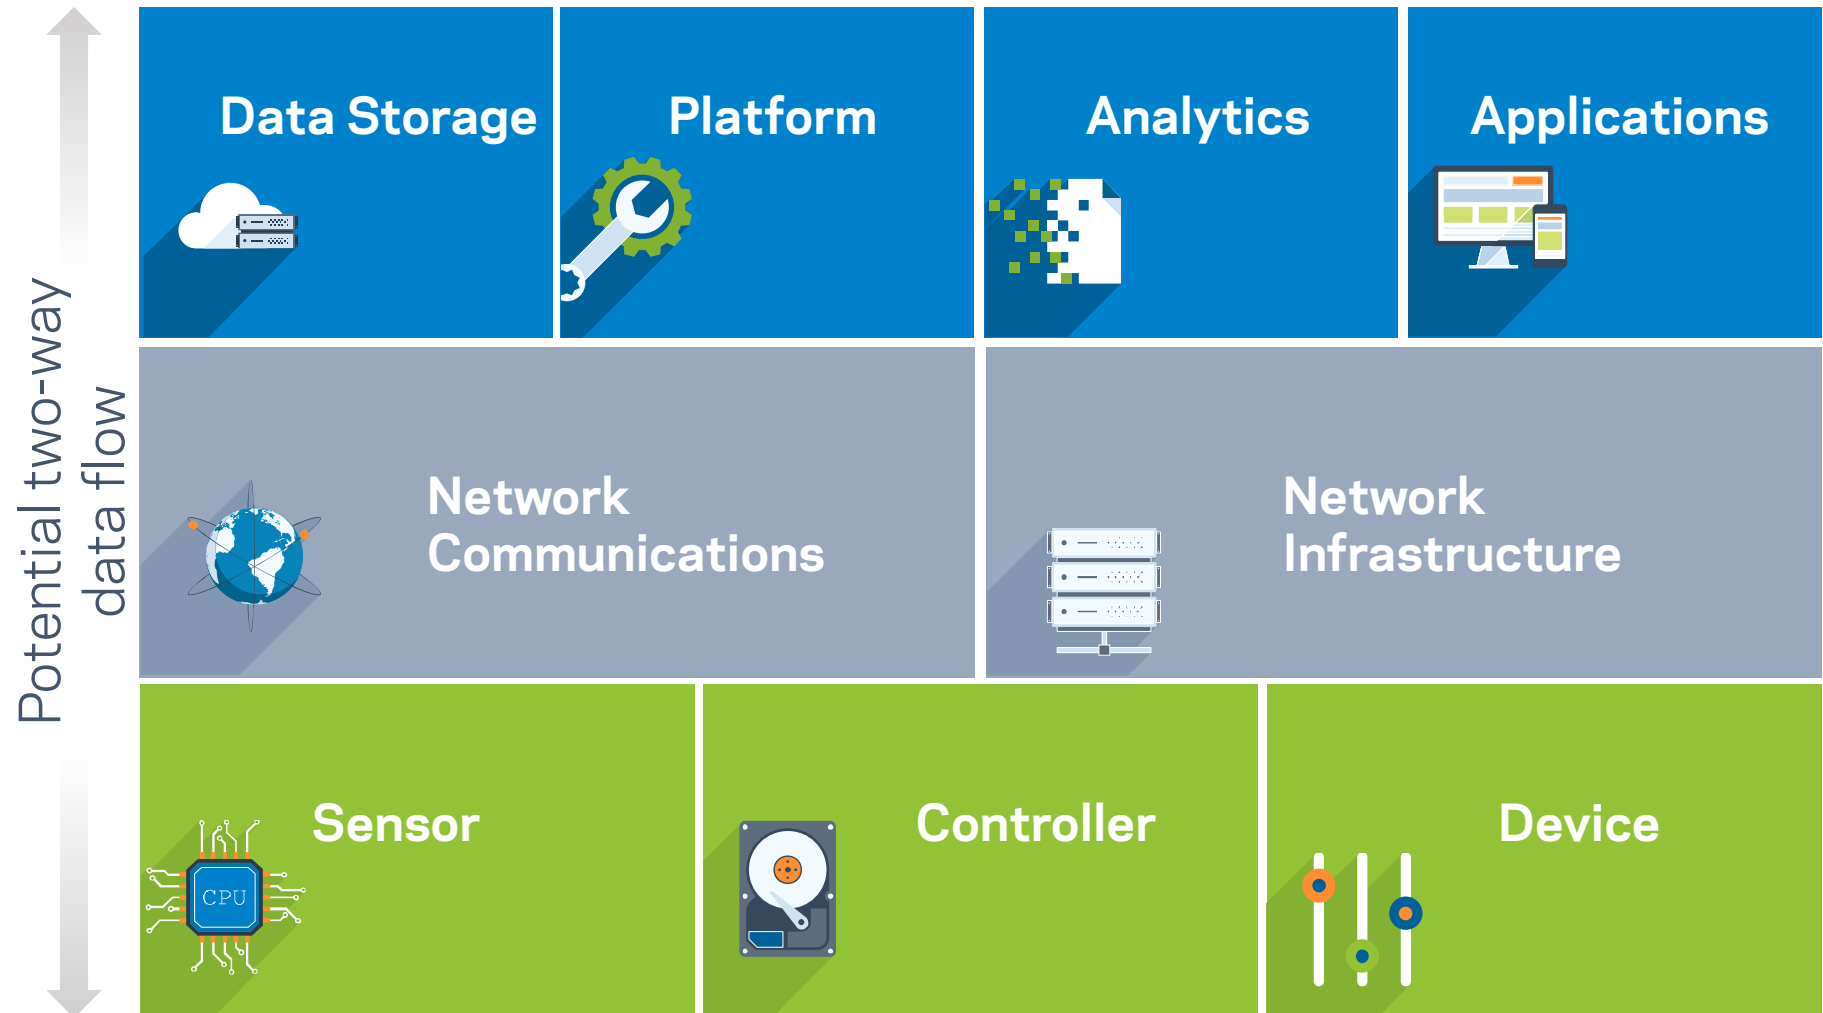 Potential two-way
data flow
Data Storage
Platform
Analytics
Applications
Network
Communications
Network
Infrastructure
Sensor
CPU
Controller
Device